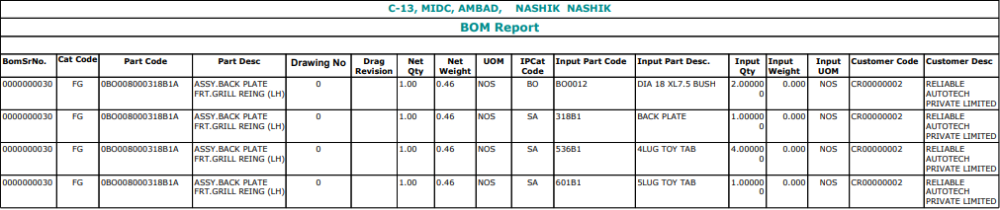 C-13, MIDC, AMBAD, NASHIK NASHIK
BOM Report
BomSrNo. Cat Code Part Code Part Desc Drawing No Drag Revision Net Qty Net Weight UOM IPCat Code Input Part Code Input Part Desc. Input Qty Input Weight Input UOM Customer Code Customer Desc
0000000030 FG 0BO008000318B1A ASSY.BACK PLATE FRT.GRILL REING (LH) 0 1.00 0.46 NOS BO BO0012 DIA 18 XL7.5 BUSH 2.000000 0.000 NOS CR00000002 RELIABLE AUTOTECH PRIVATE LIMITED
0000000030 FG 0BO008000318B1A ASSY.BACK PLATE FRT.GRILL REING (LH) 0 1.00 0.46 NOS SA 318B1 BACK PLATE 1.000000 0.000 NOS CR00000002 RELIABLE AUTOTECH PRIVATE LIMITED
0000000030 FG 0BO008000318B1A ASSY.BACK PLATE FRT.GRILL REING (LH) 0 1.00 0.46 NOS SA 536B1 4LUG TOY TAB 4.000000 0.000 NOS CR00000002 RELIABLE AUTOTECH PRIVATE LIMITED
0000000030 FG 0BO008000318B1A ASSY.BACK PLATE FRT.GRILL REING (LH) 0 1.00 0.46 NOS SA 601B1 5LUG TOY TAB 1.000000 0.000 NOS CR00000002 RELIABLE AUTOTECH PRIVATE LIMITED